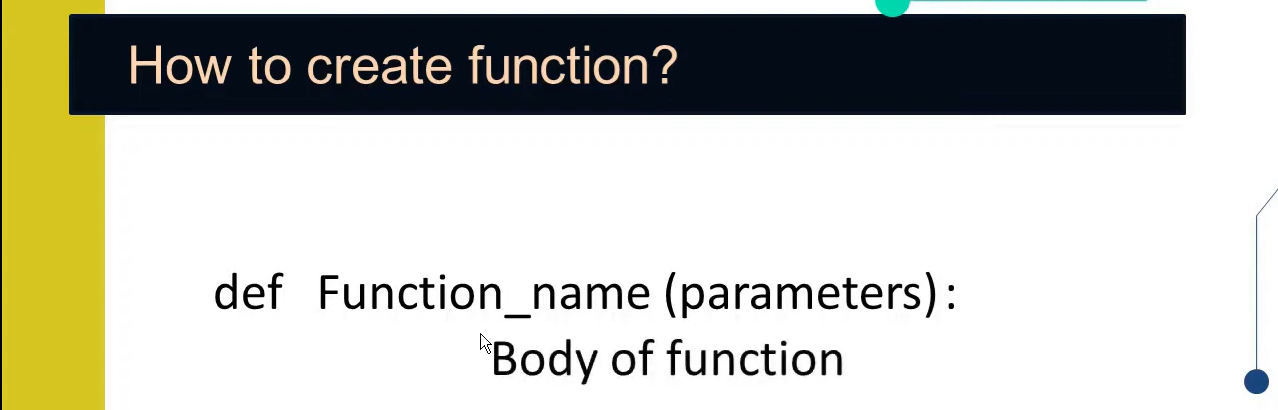 How to create function?
def Function_name (parameters) :
Body of function